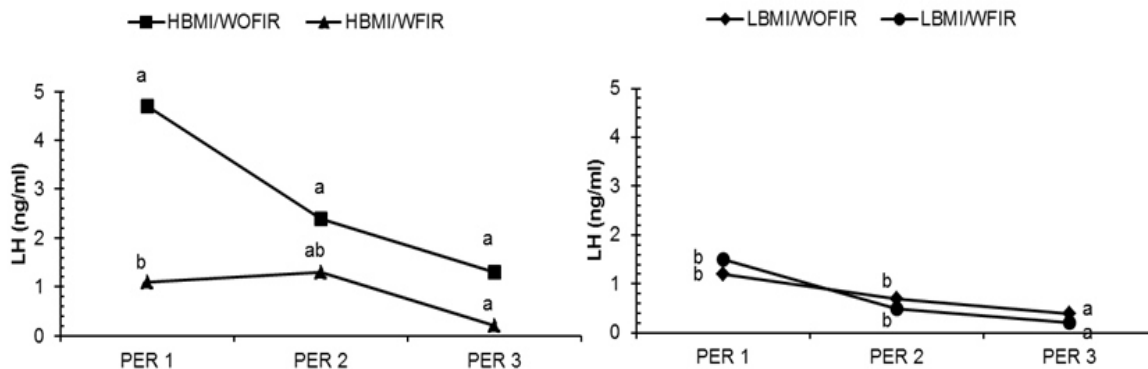 HBMI/WOFIR HBMI/WFIR
LH (ng/ml)
5
4
3
2
1
0
a
a
a
b
ab
a
PER 1 PER 2 PER 3
LBMI/WOFIR LBMI/WFIR
LH (ng/ml)
5
4
3
2
1
0
b
b
b
b
a
a
PER 1 PER 2 PER 3